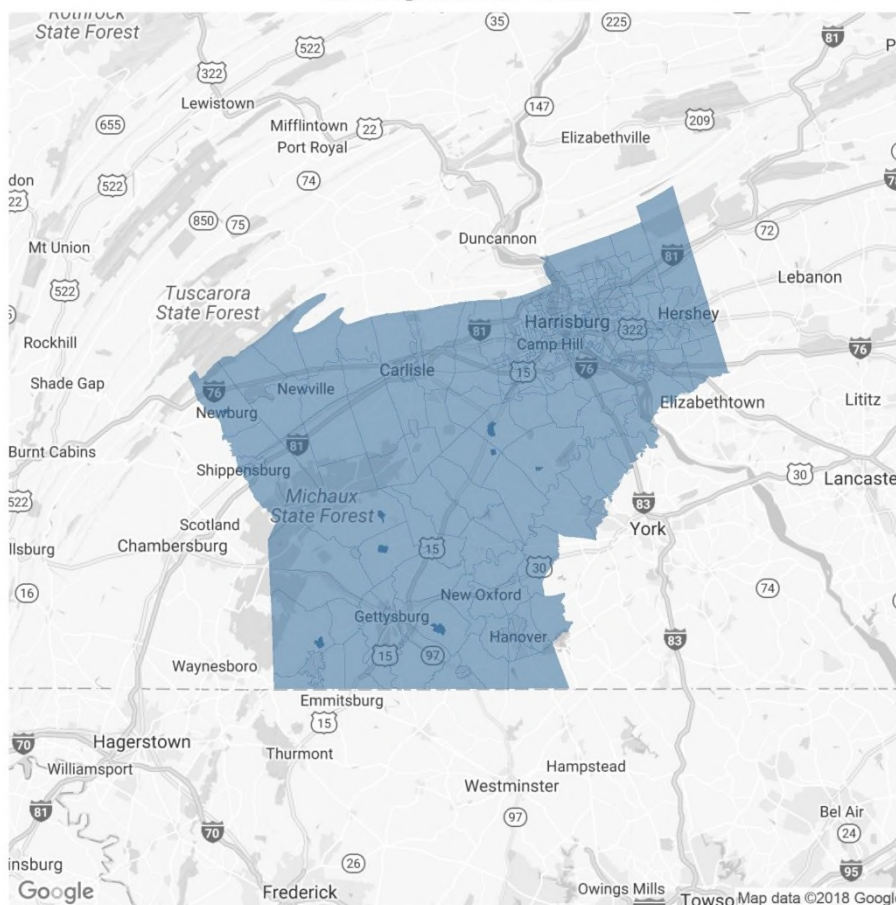 State Forest
35
225
81
522
322
Lewistown
147
209
655
Mifflintown
22
Port Royal
Elizabethville
522
74
850
75
72
Duncannon
Mt Union
81
Lebanon
522
Tuscarora
State Forest
Hershey
81
Harrisburg
322
Rockhill
Camp Hill
76
Carlisle
15
76
Shade Gap
76
Newville
Elizabethtown
Lititz
Newburg
Burnt Cabins
81
Shippensburg
30
Lancaste
522
Michaux
State Forest
83
Scotland
York
Chambersburg
15
30
16
74
New Oxford
Gettysburg
Hanover
83
15
97
Waynesboro
Emmitsburg
15
70
Hagerstown
Thurmont
Williamsport
Hampstead
Westminster
81
97
Bel Air
70
24
26
insburg
95
Google
Frederick
Owings Mills
Towso
Map data ©2018 Googl